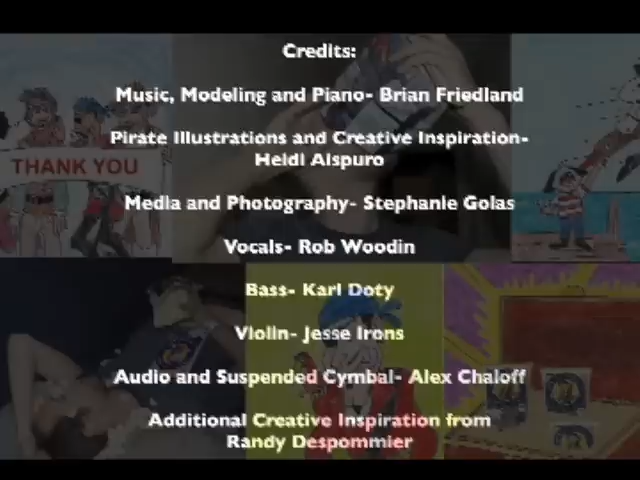 Credits:
Music, Modeling and Piano- Brian Friedland
Pirate Illustrations and Creative Inspiration-
Heidi Alspuro
THANK YOU
Media and Photography- Stephanie Golas
Vocals- Rob Woodin
Bass- Karl Doty
Violin- Jesse Irons
Audio and Suspended Cymbal- Alex Chaloff
Additional Creative Inspiration from
Randy Despommier